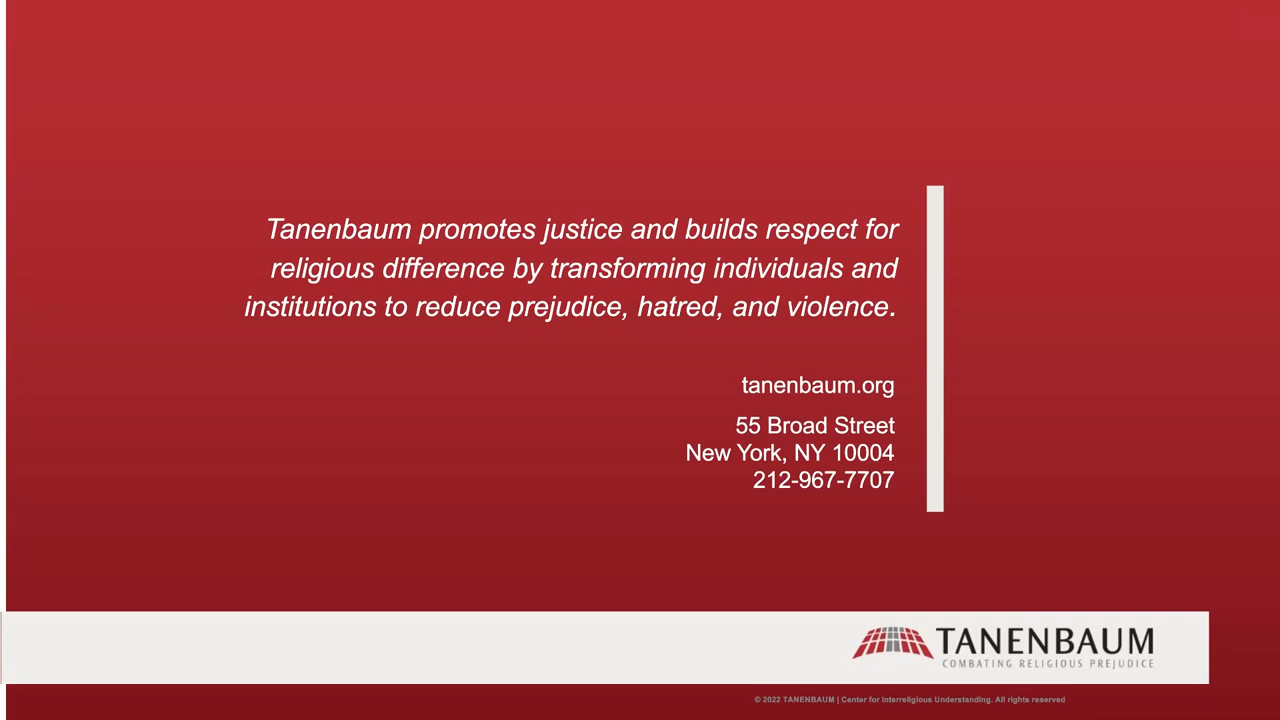 Tanenbaum promotes justice and builds respect for
religious difference by transforming individuals and
institutions to reduce prejudice, hatred, and violence.
tanenbaum.org
55 Broad Street
New York, NY 10004
212-967-7707
TANENBAUM
COMBATING RELIGIOUS PREJUDICE
© 2022 TANENBAUM | Center for Interreligious Understanding. All rights reserved